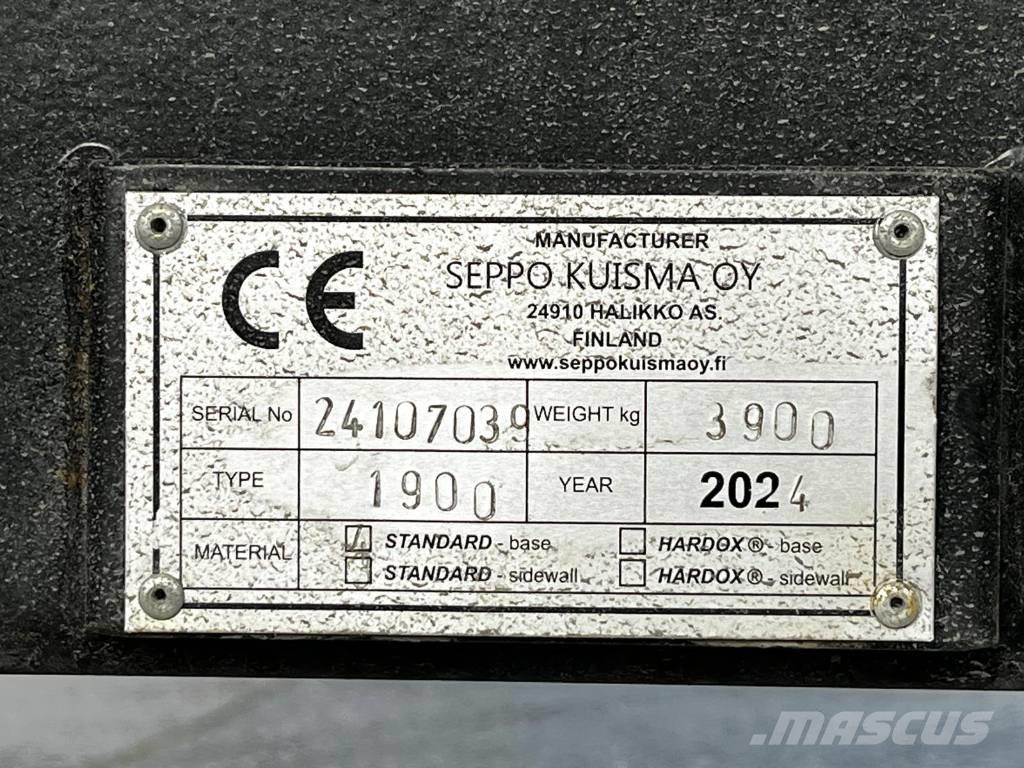 CE
MANUFACTURER
SEPPO KUISMA OY
24910 HALIKKO AS.
FINLAND
www.seppokuismaoy.fi
SERIAL No 24107039 WEIGHT kg 3900
TYPE 1900 YEAR 2024
MATERIAL
STANDARD - base HARDOX® - base
STANDARD - sidewall HARDOX® - sidewall
MASCUS